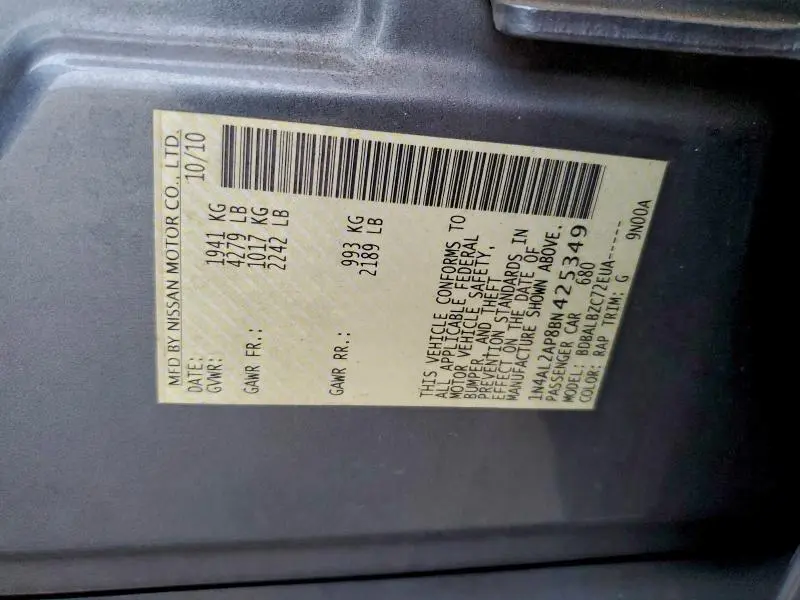 MFD BY NISSAN MOTOR CO., LTD.
DATE: 10/10
GVWR: 1941 KG
4279 LB
GAWR FR.: 1017 KG
2242 LB
GAWR RR.: 993 KG
2189 LB
THIS VEHICLE CONFORMS TO
ALL APPLICABLE FEDERAL
MOTOR VEHICLE SAFETY,
BUMPER, AND THEFT
PREVENTION STANDARDS IN
EFFECT ON THE DATE OF
MANUFACTURE SHOWN ABOVE.
1N4AL2AP8BN425349
PASSENGER CAR 680
MODEL: BDBALBZC72EUA-----
COLOR: RAP TRIM: G 9N00A